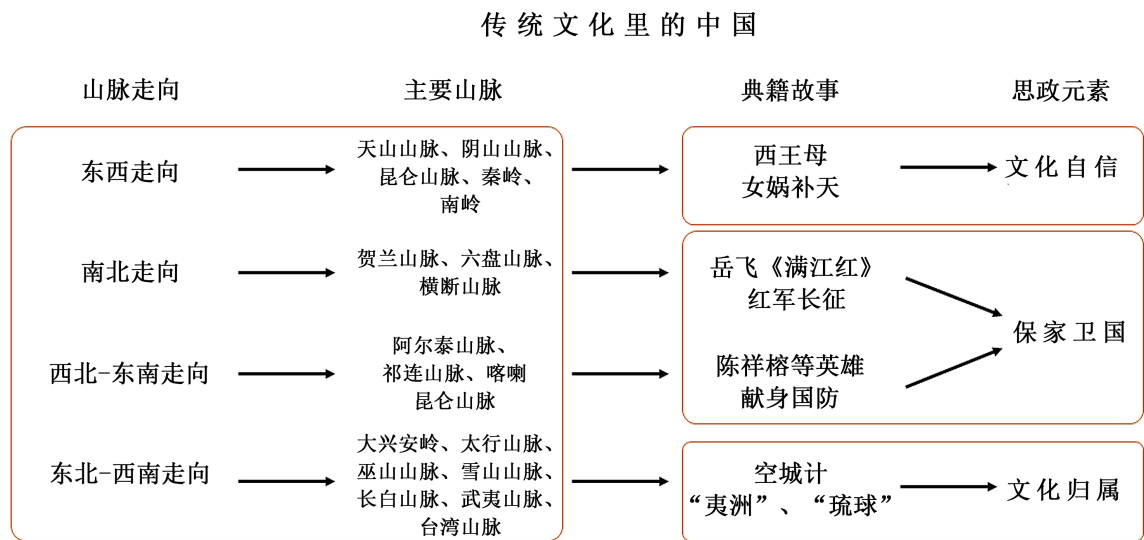 传统文化里的中国
山脉走向
主要山脉
典籍故事
思政元素
东西走向
天山山脉、阴山山脉、
昆仑山脉、秦岭、
南岭
西王母
女娲补天
文化自信
南北走向
贺兰山脉、六盘山脉、
横断山脉
岳飞《满江红》
红军长征
保家卫国
西北-东南走向
阿尔泰山脉、
祁连山脉、喀喇
昆仑山脉
陈祥榕等英雄
献身国防
东北-西南走向
大兴安岭、太行山脉、
巫山山脉、雪山山脉、
长白山脉、武夷山脉、
台湾山脉
空城计
“夷洲”、“琉球”
文化归属